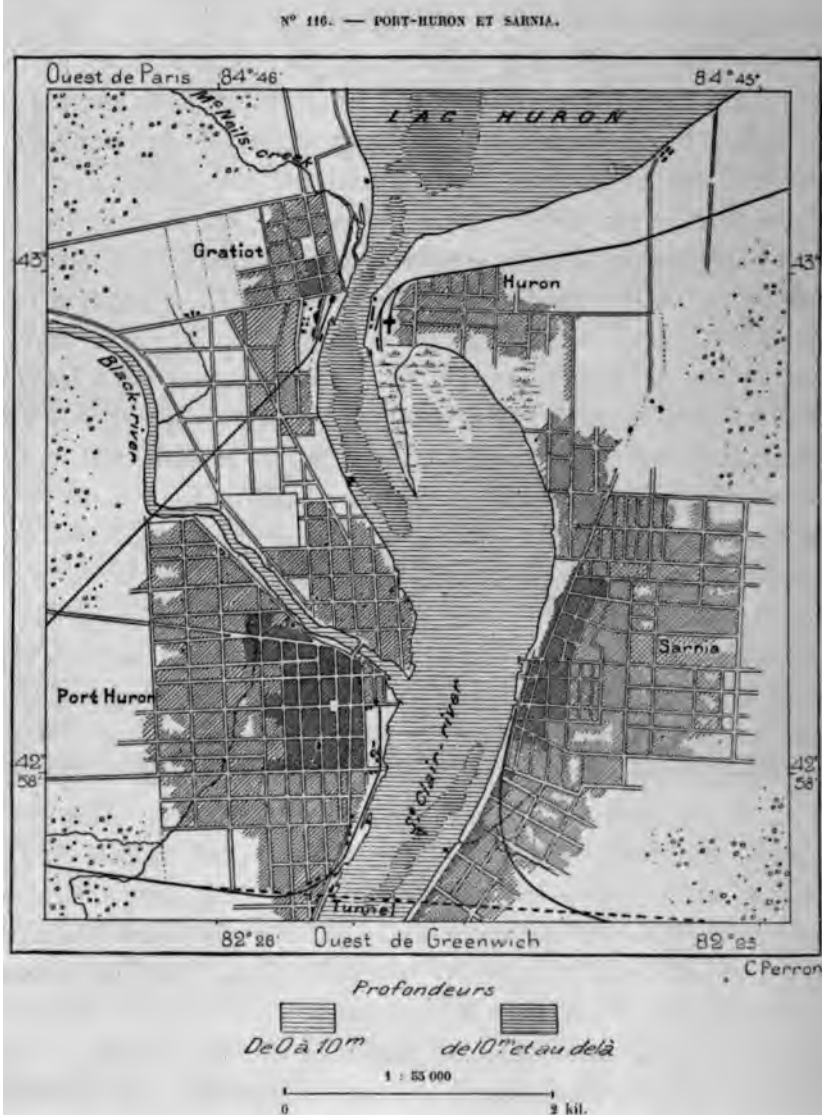 Nº 116. — PORT-HURON ET SARNIA.
Ouest de Paris 84°46' 84°45'
Mc Neils-creek
LAC HURON
Gratiot
43° 43°
Huron
Black-river
Sarnia
Port Huron
Ste Clair-river
42° 58' 42° 58'
Tunnel
82°26' Ouest de Greenwich 82°25
C Perron
Profondeurs
De 0 à 10m de 10m et au delà
1 : 55 000
0 2 kil.